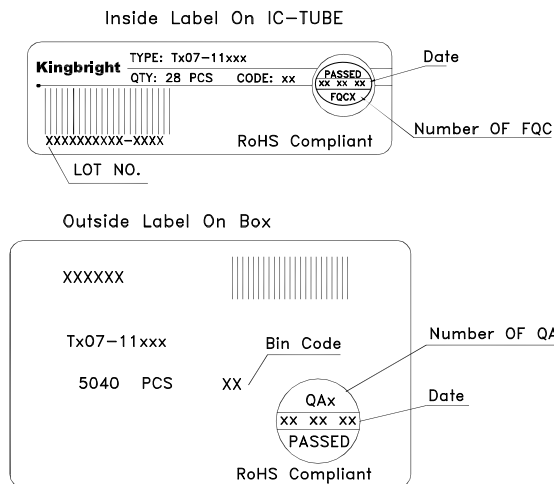 Inside Label On IC-TUBE
Kingbright
TYPE: Tx07-11xxx
QTY: 28 PCS CODE: xx
PASSED
xx xx xx
FQCX
Date
Number OF FQC
XXXXXXXXXX-XXXX
RoHS Compliant
LOT NO.
Outside Label On Box
XXXXXX
Tx07-11xxx
Bin Code
Number OF QA
5040 PCS XX
QAx
Date
xx xx xx
PASSED
RoHS Compliant